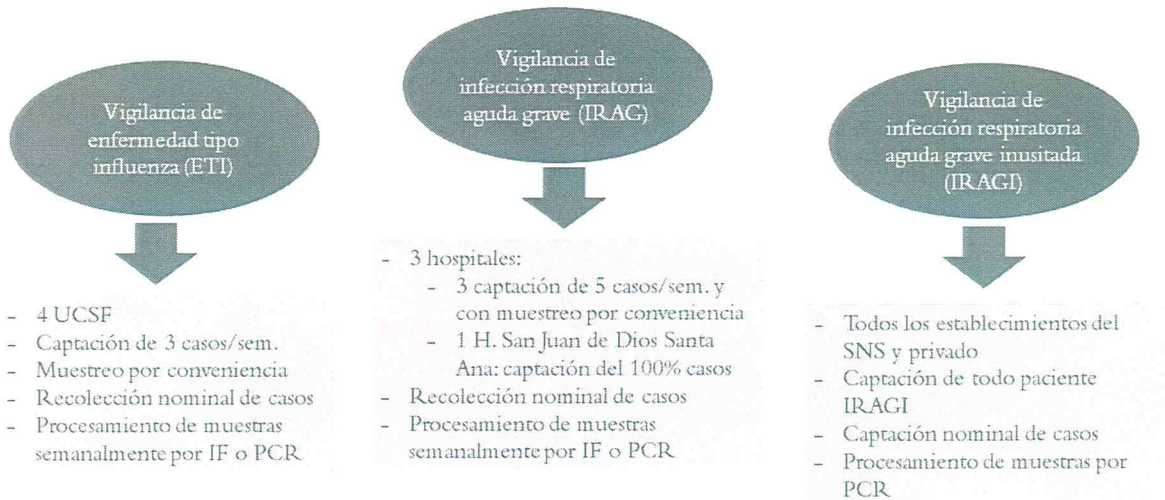 Vigilancia de
enfermedad tipo
influenza (ETI)
- 4 UCSF
- Captación de 3 casos/sem.
- Muestreo por conveniencia
- Recolección nominal de casos
- Procesamiento de muestras
semanalmente por IF o PCR
Vigilancia de
infección respiratoria
aguda grave (IRAG)
- 3 hospitales:
- 3 captación de 5 casos/sem. y
con muestreo por conveniencia
- 1 H. San Juan de Dios Santa
Ana: captación del 100% casos
- Recolección nominal de casos
- Procesamiento de muestras
semanalmente por IF o PCR
Vigilancia de
infección respiratoria
aguda grave inusitada
(IRAGI)
- Todos los establecimientos del
SNS y privado
- Captación de todo paciente
IRAGI
- Captación nominal de casos
- Procesamiento de muestras por
PCR